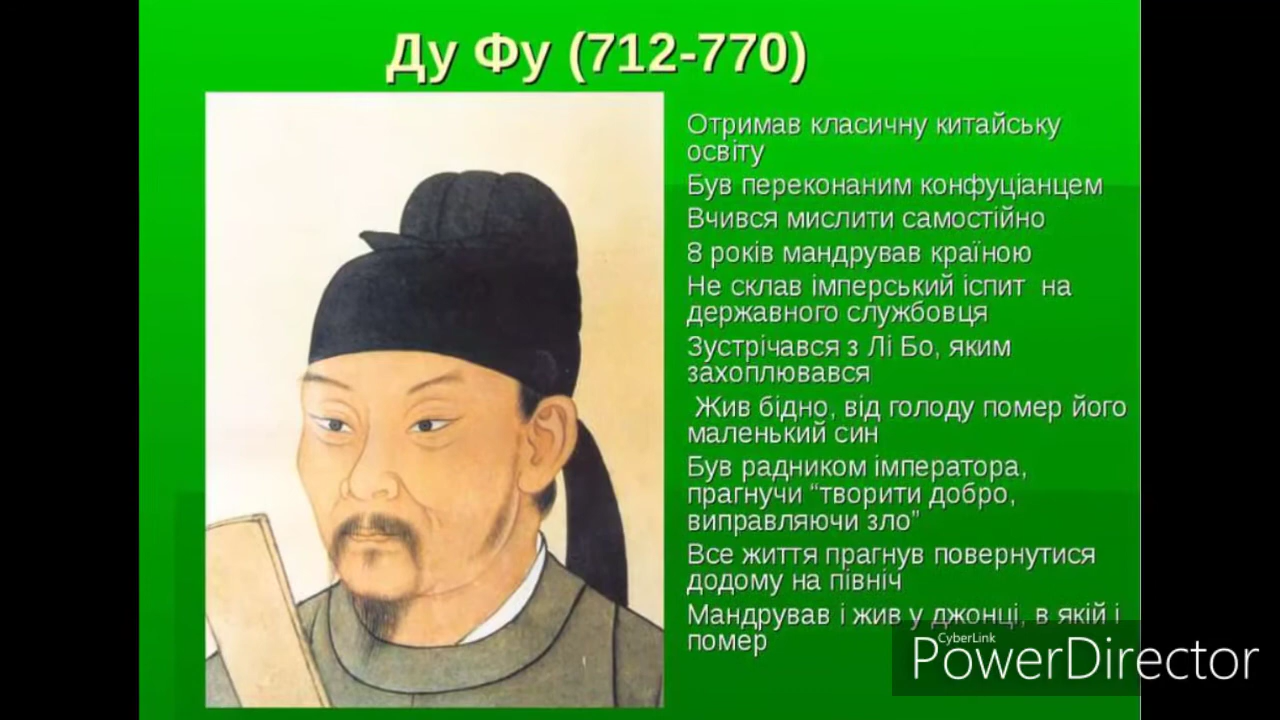 Ду Фу (712-770)
Отримав класичну китайську
освіту
Був переконаним конфуціанцем
Вчився мислити самостійно
8 років мандрував країною
Не склав імперський іспит на
державного службовця
Зустрічався з Лі Бо, яким
захоплювався
Жив бідно, від голоду помер його
маленький син
Був радником імператора,
прагнучи “творити добро,
виправляючи зло”
Все життя прагнув повернутися
додому на північ
Мандрував і жив у джонці, в якій і
помер
CyberLink
PowerDirector